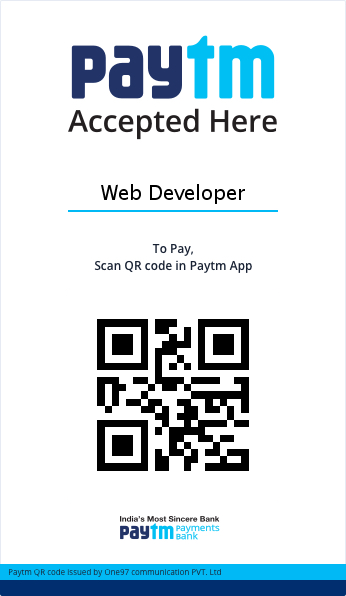 paytm
Accepted Here
Web Developer
To Pay,
Scan QR code in Paytm App
India's Most Sincere Bank
paytm payments bank
Paytm QR code issued by One97 communication PVT. Ltd